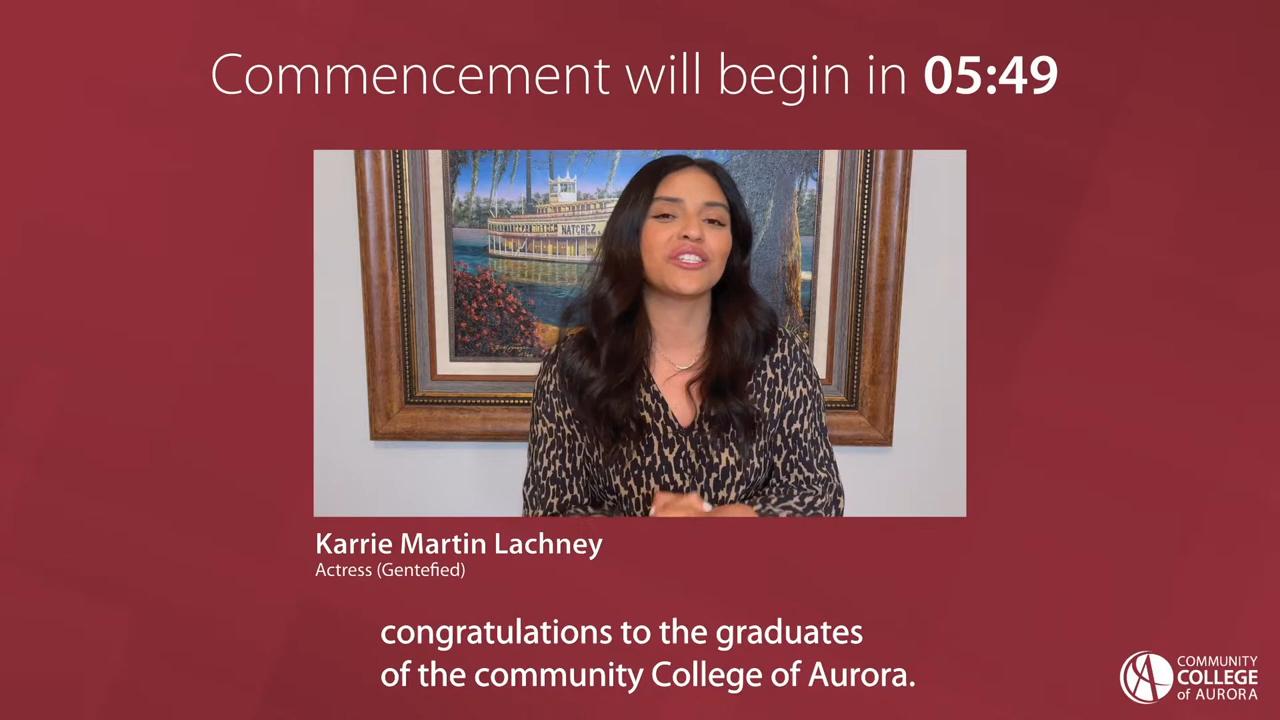 Commencement will begin in 05:49
NATCHEZ
Karrie Martin Lachney
Actress (Gentefied)
congratulations to the graduates
of the community College of Aurora.
COMMUNITY
COLLEGE
of AURORA